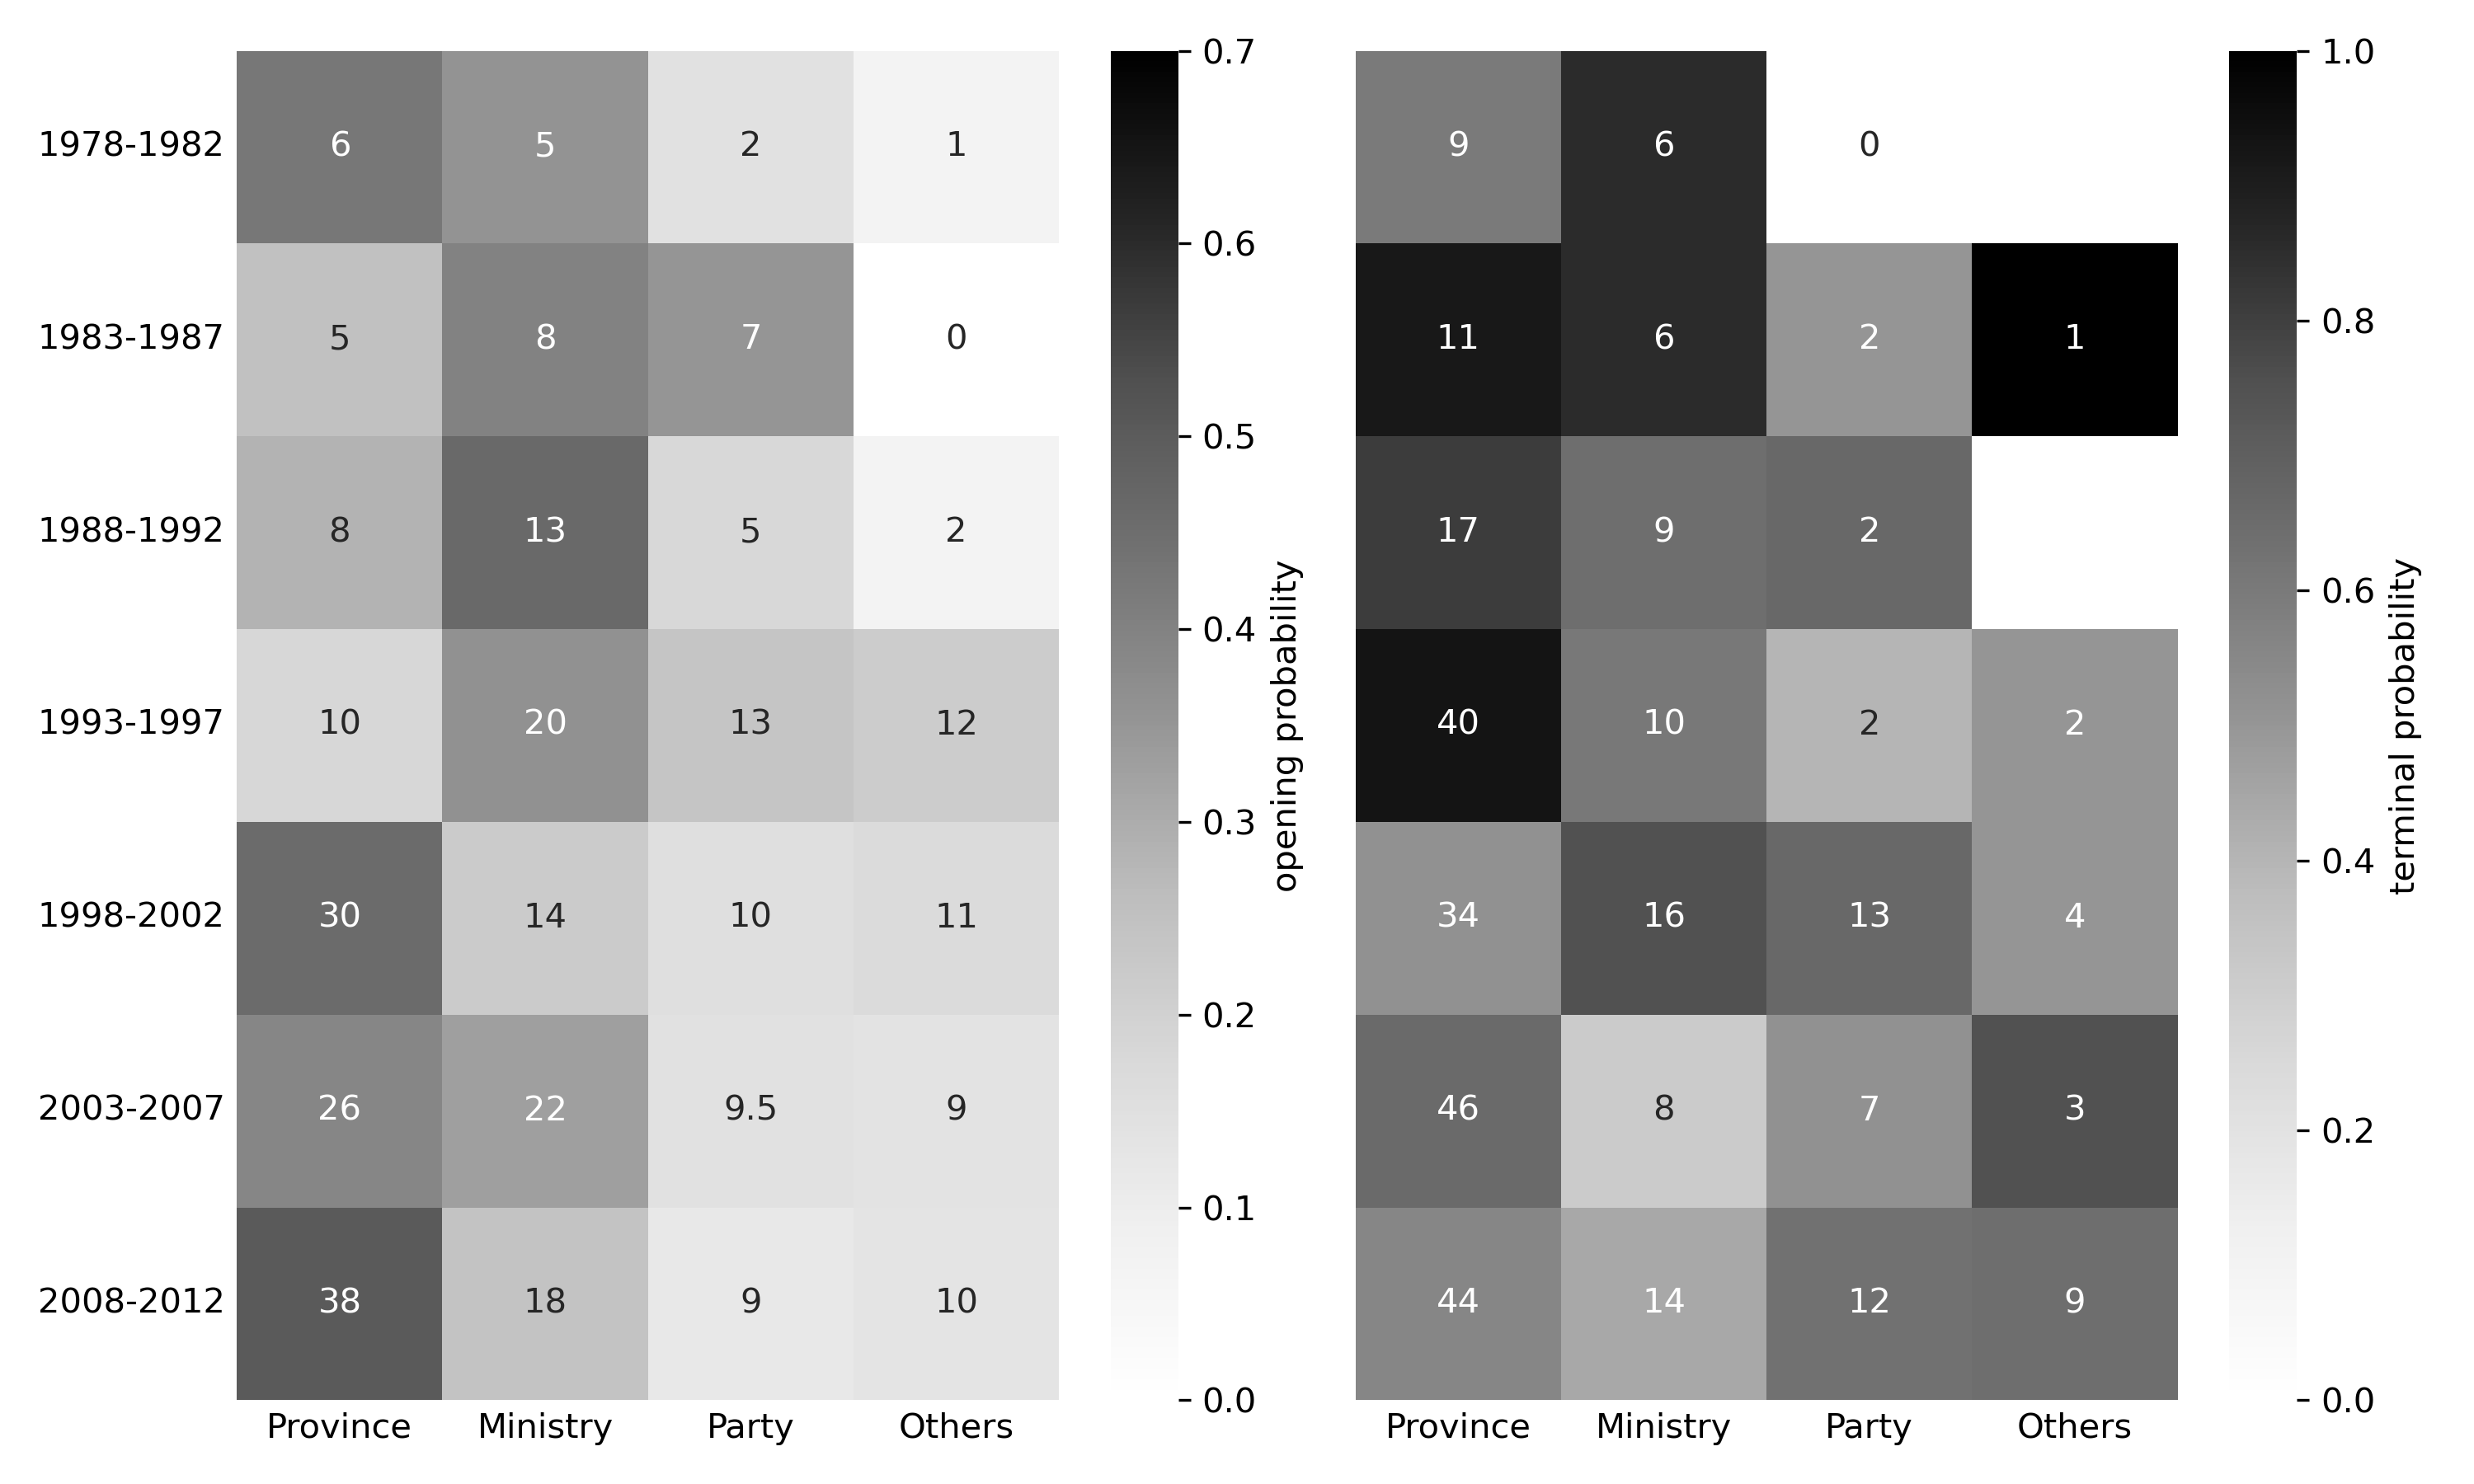 1978-1982 6 5 2 1
1983-1987 5 8 7 0
1988-1992 8 13 5 2
1993-1997 10 20 13 12
1998-2002 30 14 10 11
2003-2007 26 22 9.5 9
2008-2012 38 18 9 10
Province Ministry Party Others
0.7
0.6
0.5
0.4
0.3
0.2
0.1
0.0
opening probability
9 6 0
11 6 2 1
17 9 2
40 10 2 2
34 16 13 4
46 8 7 3
44 14 12 9
Province Ministry Party Others
1.0
0.8
0.6
0.4
0.2
0.0
terminal probability